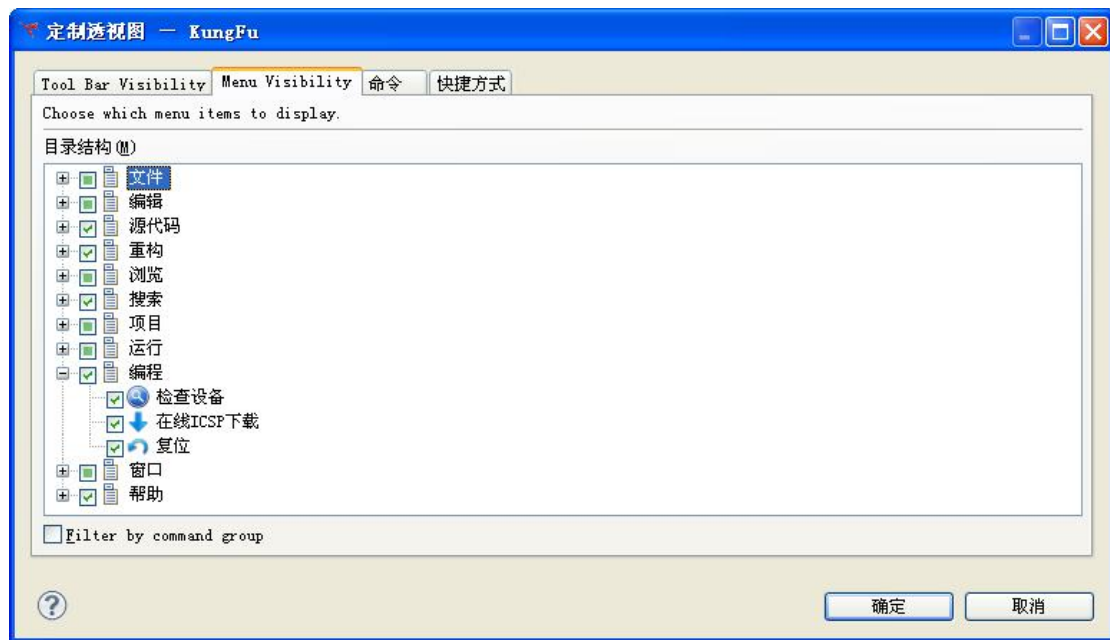 定制透视图 — KungFu
Tool Bar Visibility Menu Visibility 命令 快捷方式
Choose which menu items to display.
目录结构(M)
文件
编辑
源代码
重构
浏览
搜索
项目
运行
编程
检查设备
在线ICSP下载
复位
窗口
帮助
Filter by command group
确定 取消